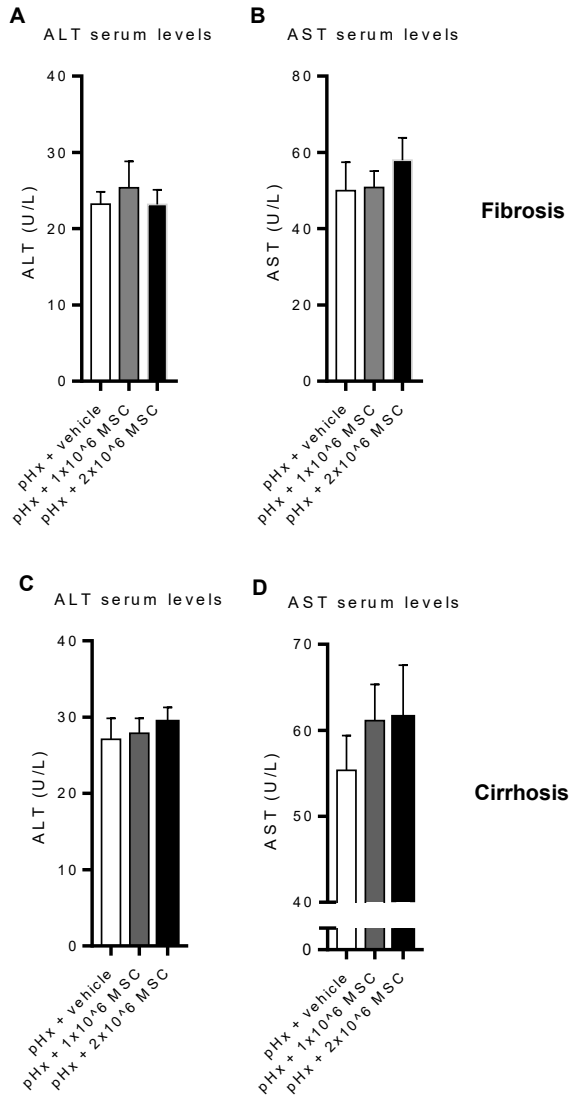 A
ALT serum levels
40
30
20
10
0
ALT (U/L)
pHx + vehicle
pHx + 1x10^6 MSC
pHx + 2x10^6 MSC
B
AST serum levels
80
60
40
20
0
AST (U/L)
pHx + vehicle
pHx + 1x10^6 MSC
pHx + 2x10^6 MSC
Fibrosis
C
ALT serum levels
40
30
20
10
0
ALT (U/L)
pHx + vehicle
pHx + 1x10^6 MSC
pHx + 2x10^6 MSC
D
AST serum levels
70
60
50
40
0
AST (U/L)
pHx + vehicle
pHx + 1x10^6 MSC
pHx + 2x10^6 MSC
Cirrhosis